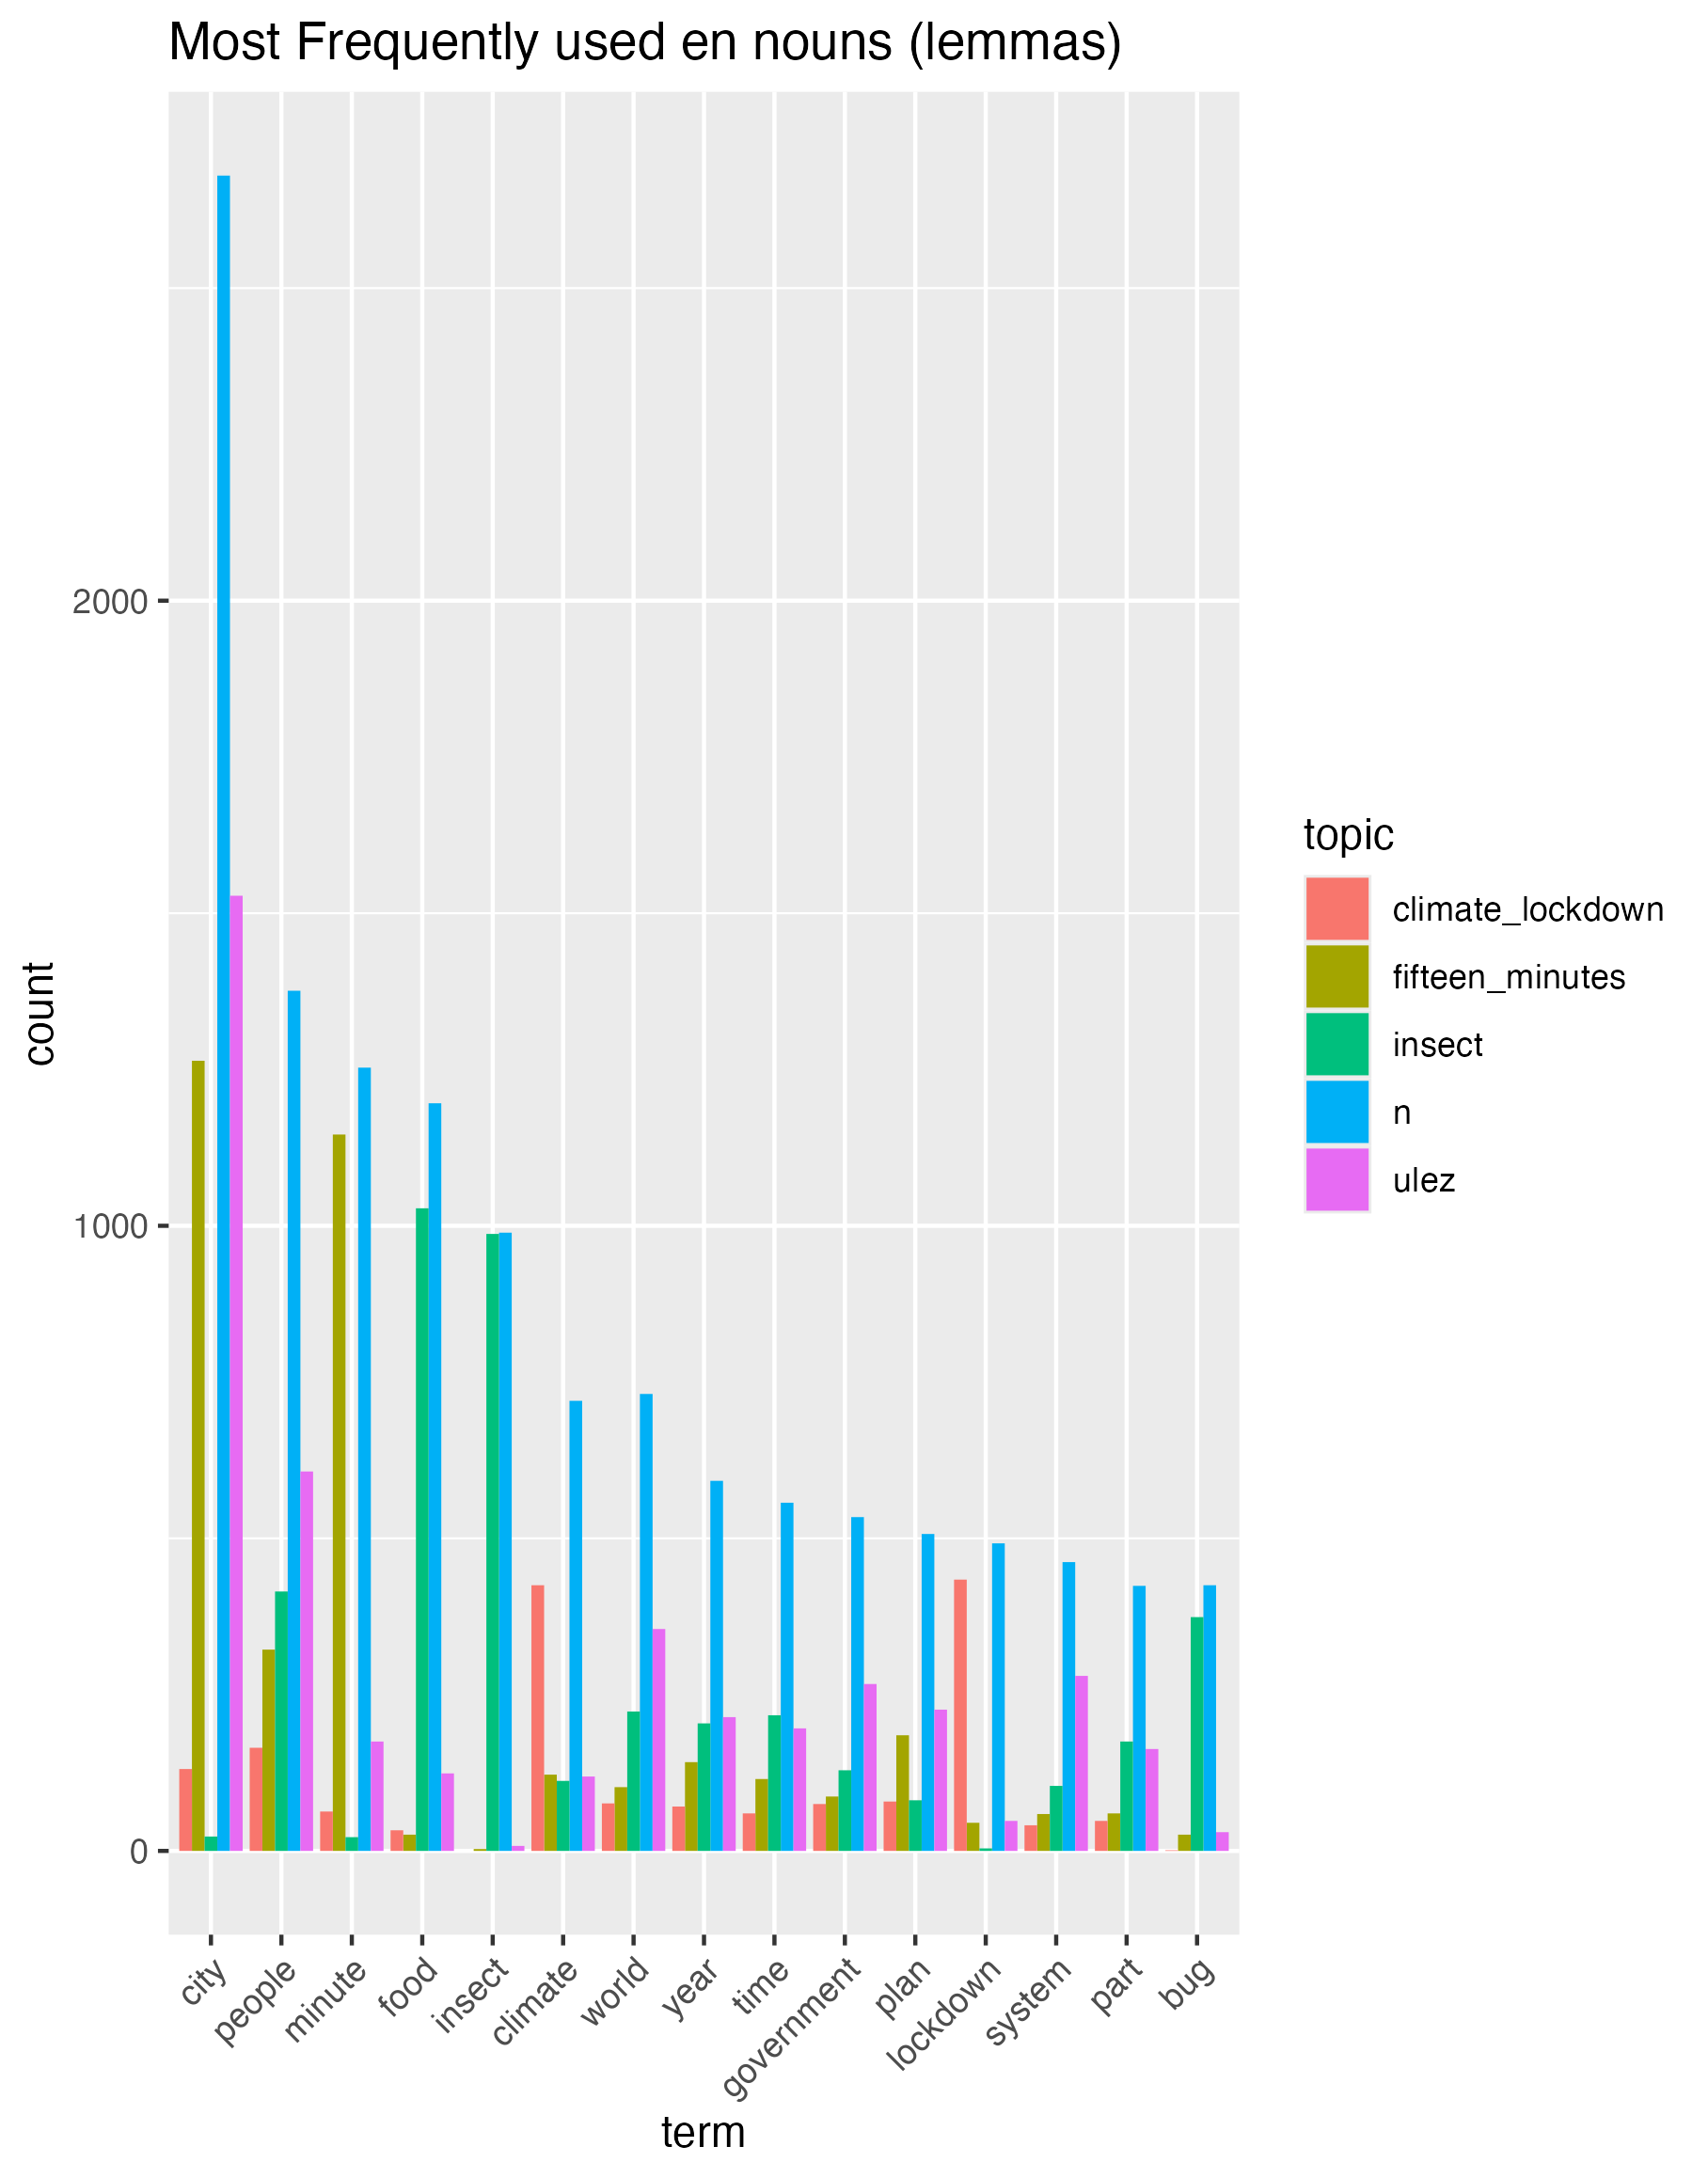 Most Frequently used en nouns (lemmas)
2000
1000
0
count
city
people
minute
food
insect
climate
world
year
time
government
plan
lockdown
system
part
bug
term
topic
climate_lockdown
fifteen_minutes
insect
n
ulez